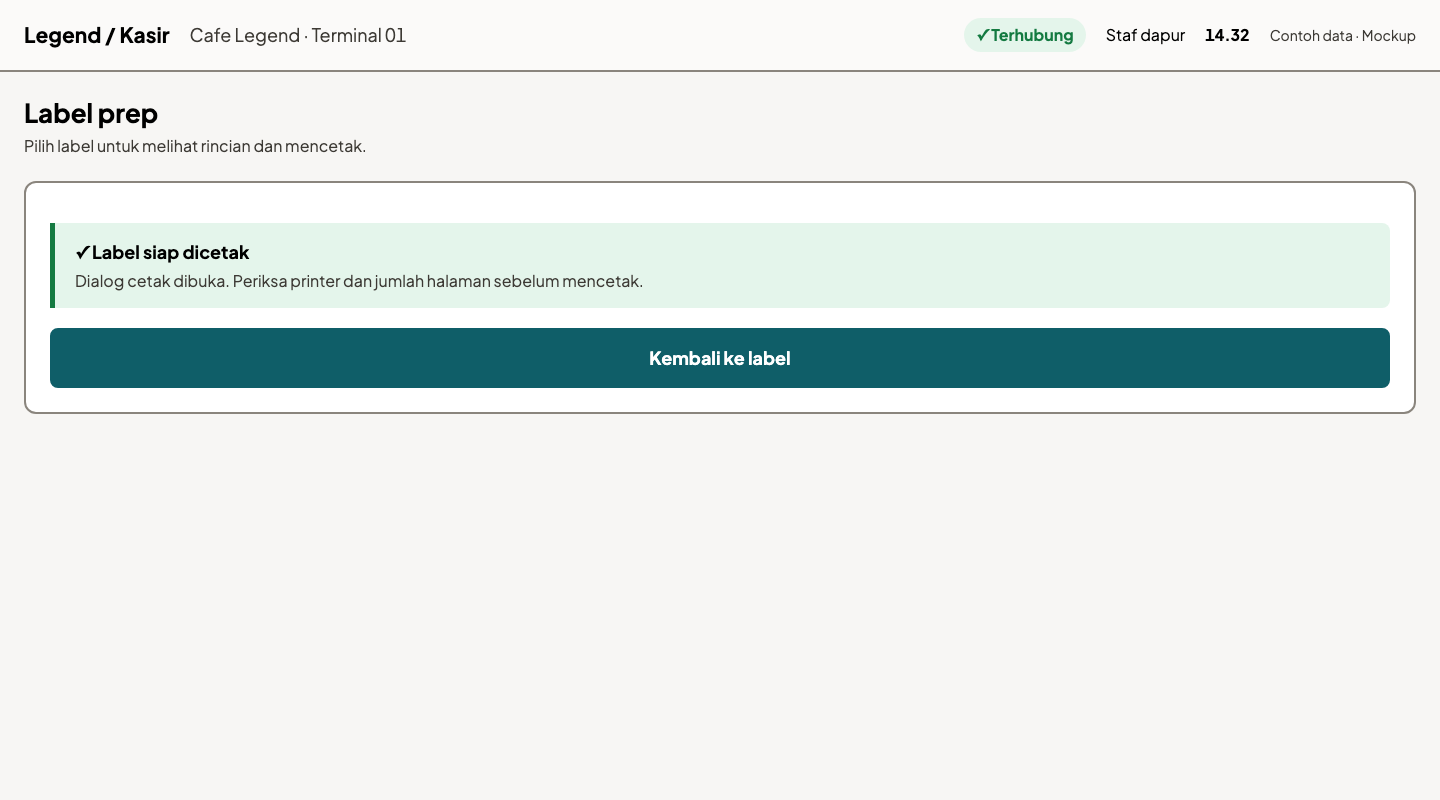 Legend / Kasir Cafe Legend · Terminal 01 ✓Terhubung Staf dapur 14.32 Contoh data · Mockup
Label prep
Pilih label untuk melihat rincian dan mencetak.
✓Label siap dicetak
Dialog cetak dibuka. Periksa printer dan jumlah halaman sebelum mencetak.
Kembali ke label